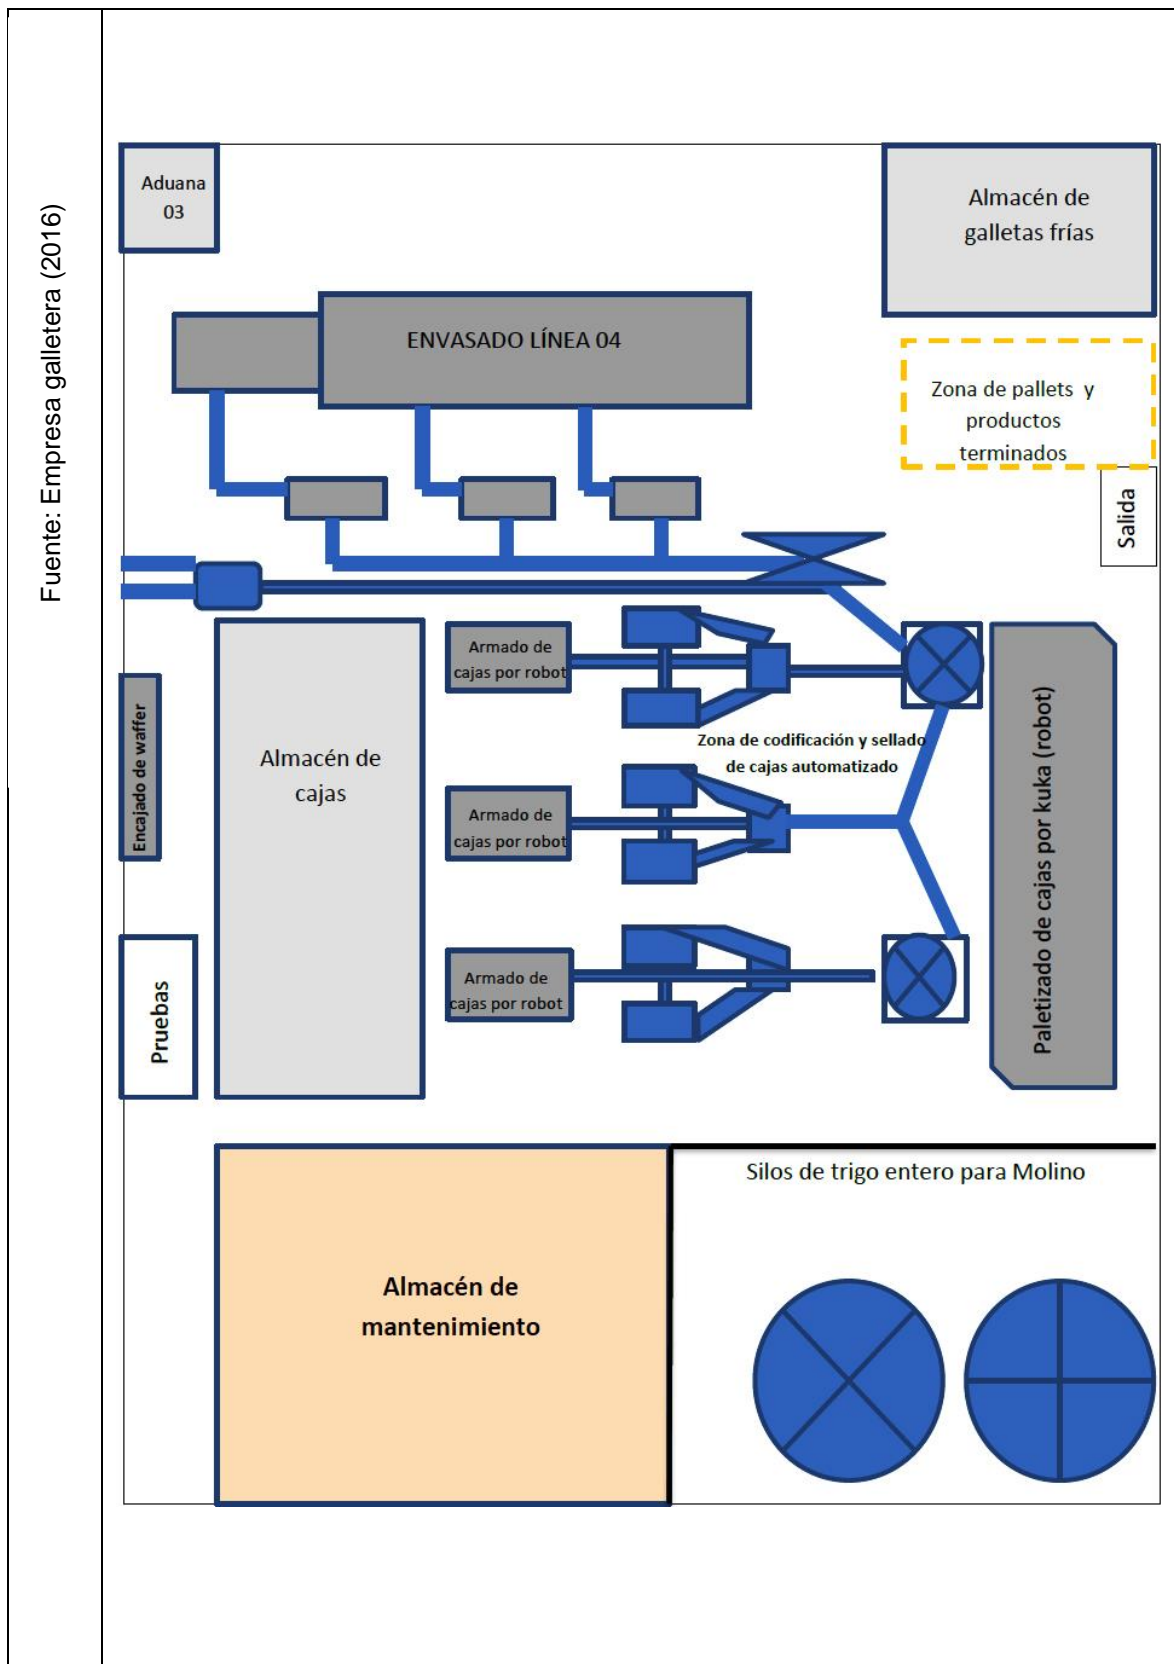 Fuente: Empresa galletera (2016)
Aduana
03
Almacén de
galletas frías
ENVASADO LÍNEA 04
Zona de pallets y
productos
terminados
Salida
Armado de
cajas por robot
Encajado de waffer
Almacén de
cajas
Zona de codificación y sellado
de cajas automatizado
Armado de
cajas por robot
Paletizado de cajas por kuka (robot)
Pruebas
Armado de
cajas por robot
Silos de trigo entero para Molino
Almacén de
mantenimiento